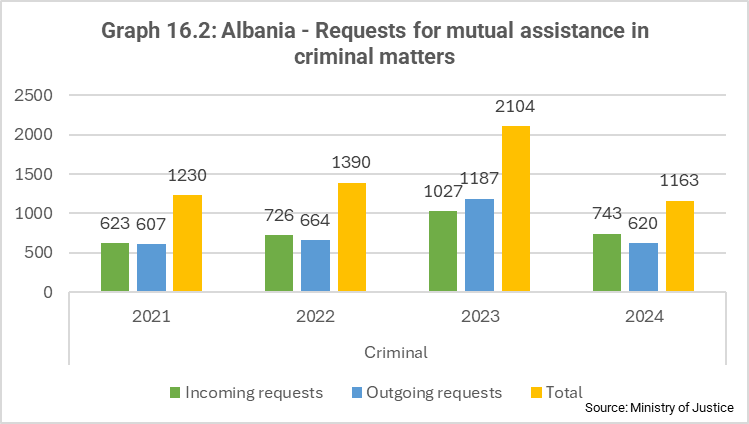 Graph 16.2: Albania - Requests for mutual assistance in
criminal matters
2500
2000
1500
1000
500
0
623 607 1230
726 664 1390
1027 1187 2104
743 620 1163
2021 2022 2023 2024
Criminal
Incoming requests Outgoing requests Total
Source: Ministry of Justice